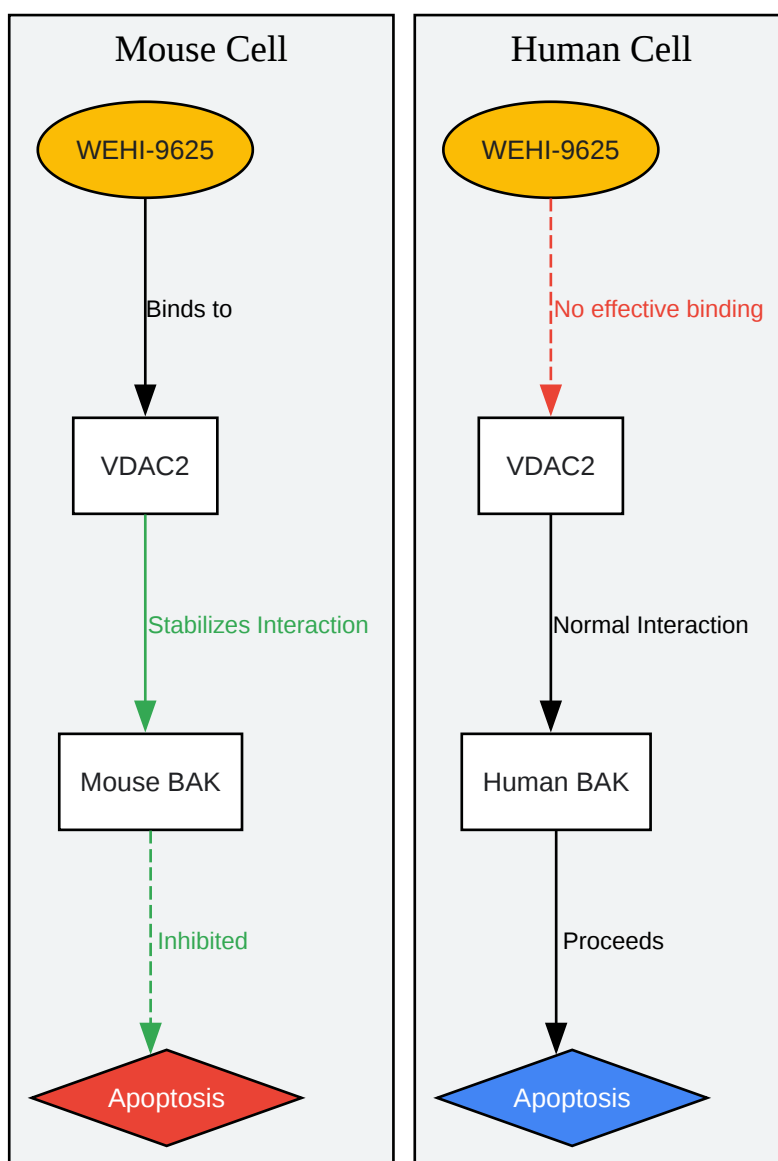 Mouse Cell
WEHI-9625
Binds to
VDAC2
Stabilizes Interaction
Mouse BAK
Inhibited
Apoptosis
Human Cell
WEHI-9625
No effective binding
VDAC2
Normal Interaction
Human BAK
Proceeds
Apoptosis